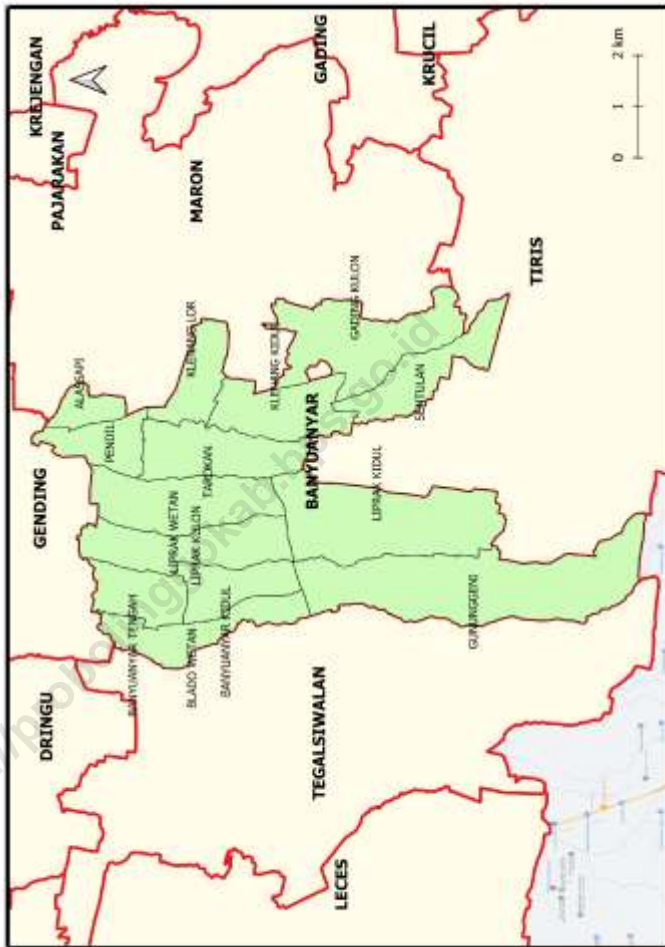 KREJENGAN
PAJARAKAN
GADING
KRUCIL
MARON
TIRIS
GENDING
DRINGU
TEGALSIWALAN
LECES
BANYUANYAR
ALASSAPI
PENDIL
KLENANG LOR
KLENANG KIDUL
GADING KULON
SENTULAN
TAROKAN
LIPRAK WETAN
LIPRAK KULON
LIPRAK KIDUL
BANYUANYAR TENGAH
BLADO WETAN
BANYUANYAR KIDUL
GUNUNGGENI
0 1 2 km